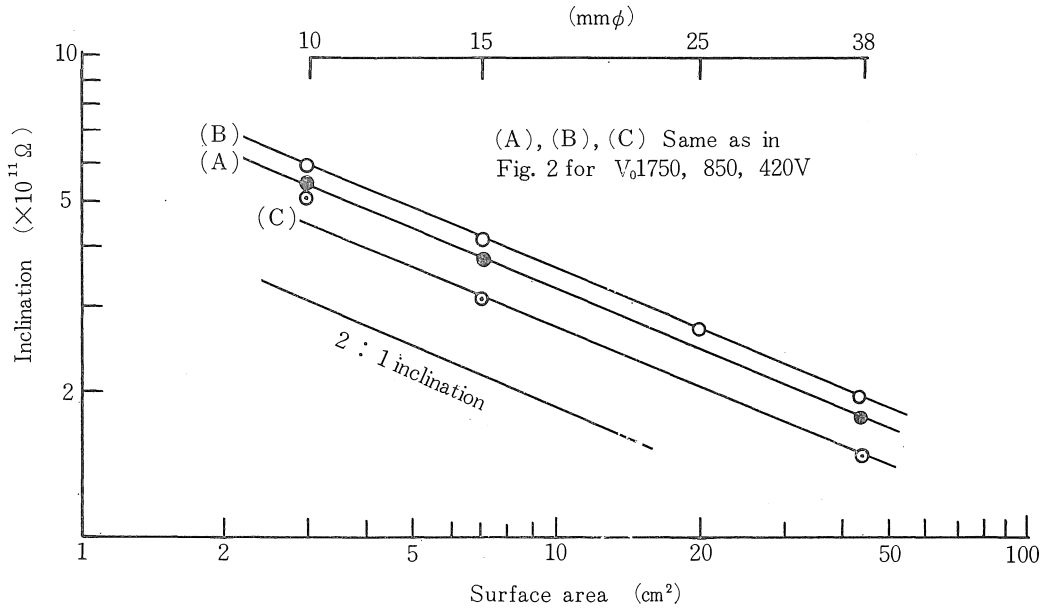 (mmφ)
10 15 25 38
10
(B)
(A)
(A), (B), (C) Same as in
Fig. 2 for V₀1750, 850, 420V
5
(C)
Inclination (×10¹¹Ω)
2 : 1 inclination
2
1 2 5 10 20 50 100
Surface area (cm²)